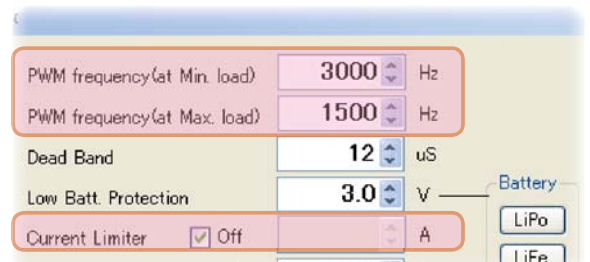 PWM frequency(at Min. load) 3000 Hz
PWM frequency(at Max. load) 1500 Hz
Dead Band 12 uS
Low Batt. Protection 3.0 V Battery
LiPo
Current Limiter Off A
LiFe